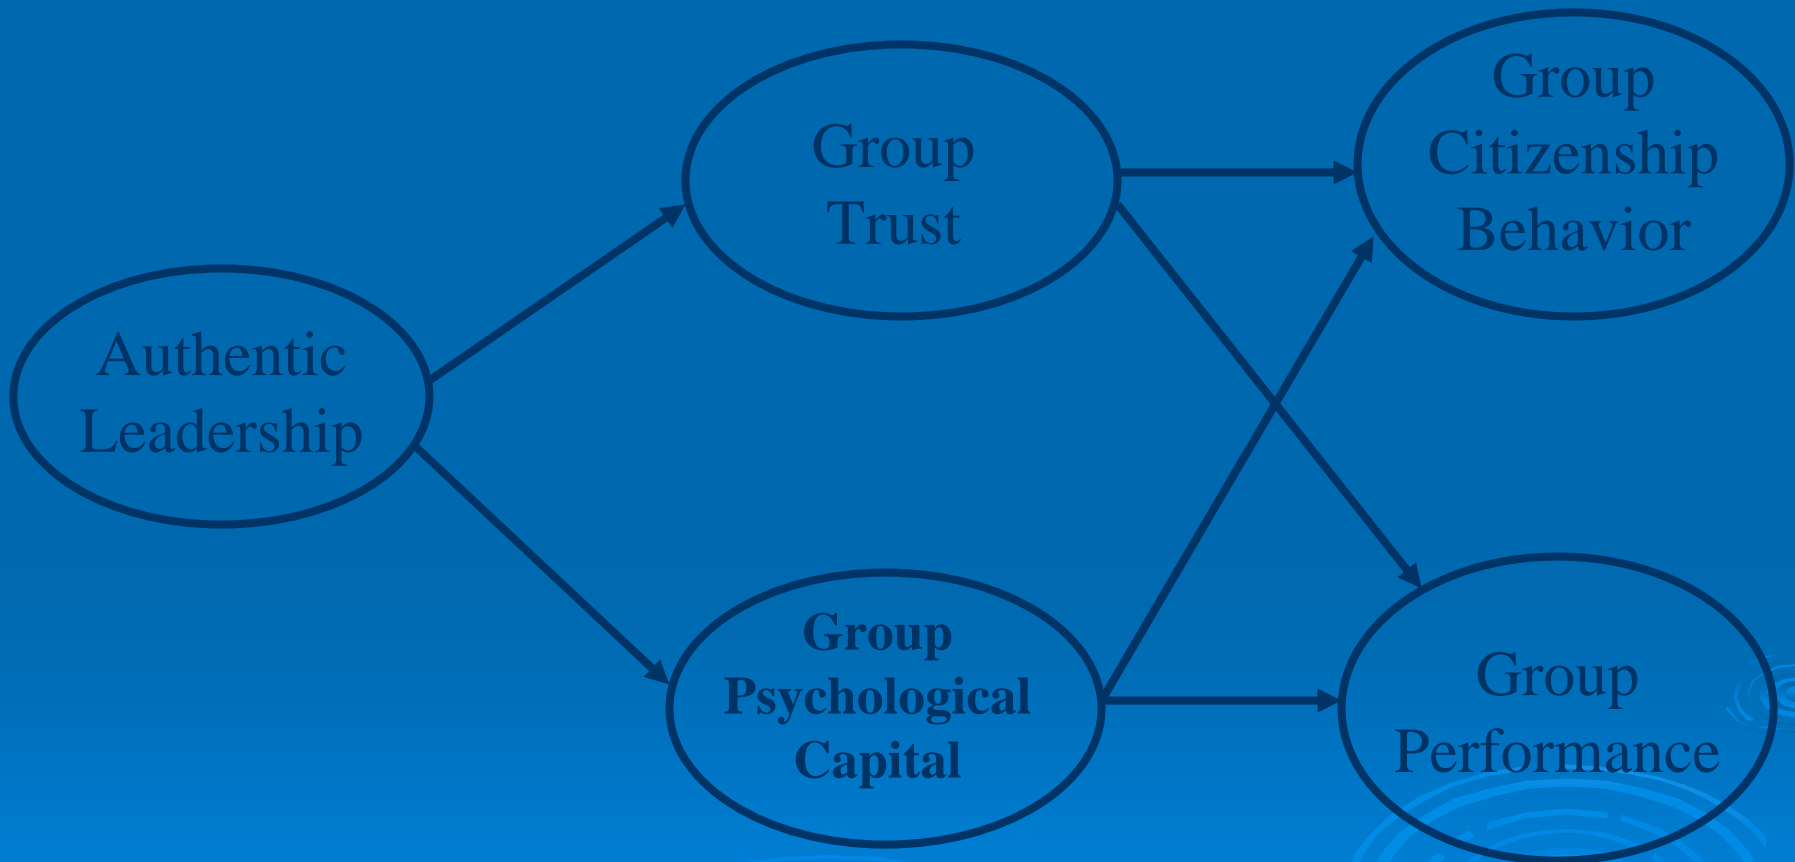 Authentic
Leadership
Group
Trust
Group
Psychological
Capital
Group
Citizenship
Behavior
Group
Performance